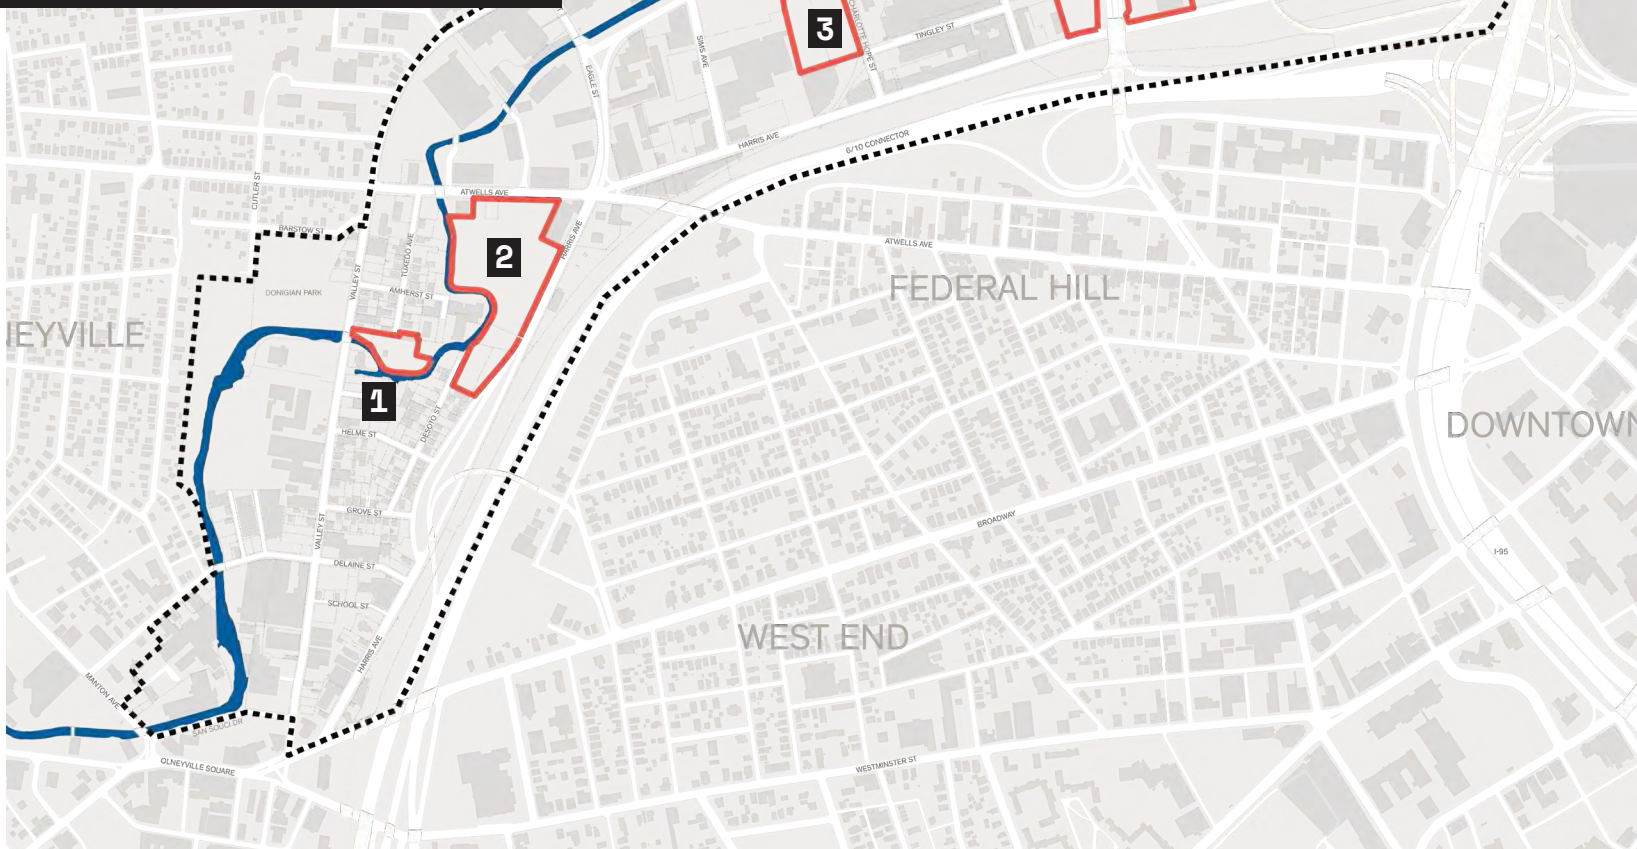 3
CHARLOTTE HOPE ST
TINGLEY ST
SIMS AVE
EAGLE ST
HARRIS AVE
6/10 CONNECTOR
CUTLER ST
ATWELLS AVE
BARSTOW ST
TUXEDO AVE
HARRIS AVE
ATWELLS AVE
2
VALLEY ST
DONIGIAN PARK
AMHERST ST
FEDERAL HILL
NEYVILLE
1
DESOTO ST
HELME ST
DOWNTOWN
GROVE ST
BROADWAY
VALLEY ST
I-95
DELAINE ST
SCHOOL ST
WEST END
HARRIS AVE
MANTON AVE
SAN SOUCI DR
OLNEYVILLE SQUARE
WESTMINSTER ST